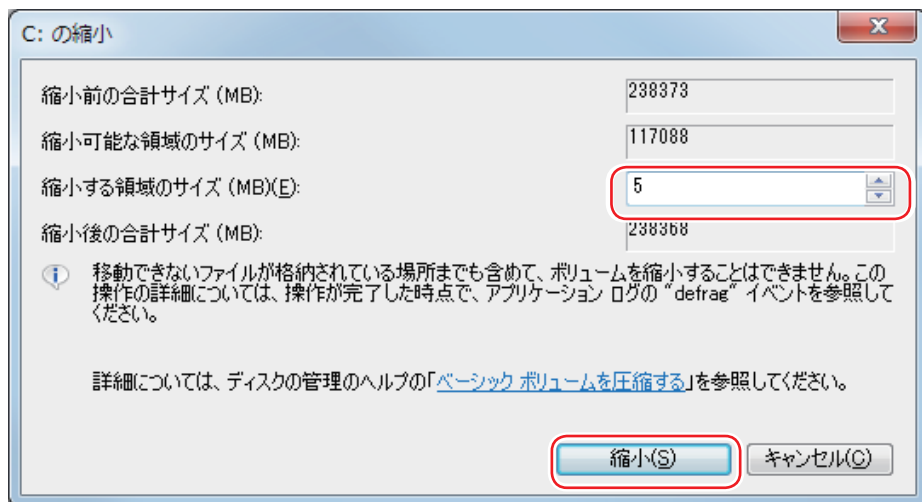 C: の縮小
縮小前の合計サイズ (MB): 238373
縮小可能な領域のサイズ (MB): 117088
縮小する領域のサイズ (MB)(E): 5
縮小後の合計サイズ (MB): 238368
移動できないファイルが格納されている場所までも含めて、ボリュームを縮小することはできません。この
操作の詳細については、操作が完了した時点で、アプリケーション ログの "defrag" イベントを参照して
ください。
詳細については、ディスクの管理のヘルプの「ベーシック ボリュームを圧縮する」を参照してください。
縮小(S) キャンセル(C)